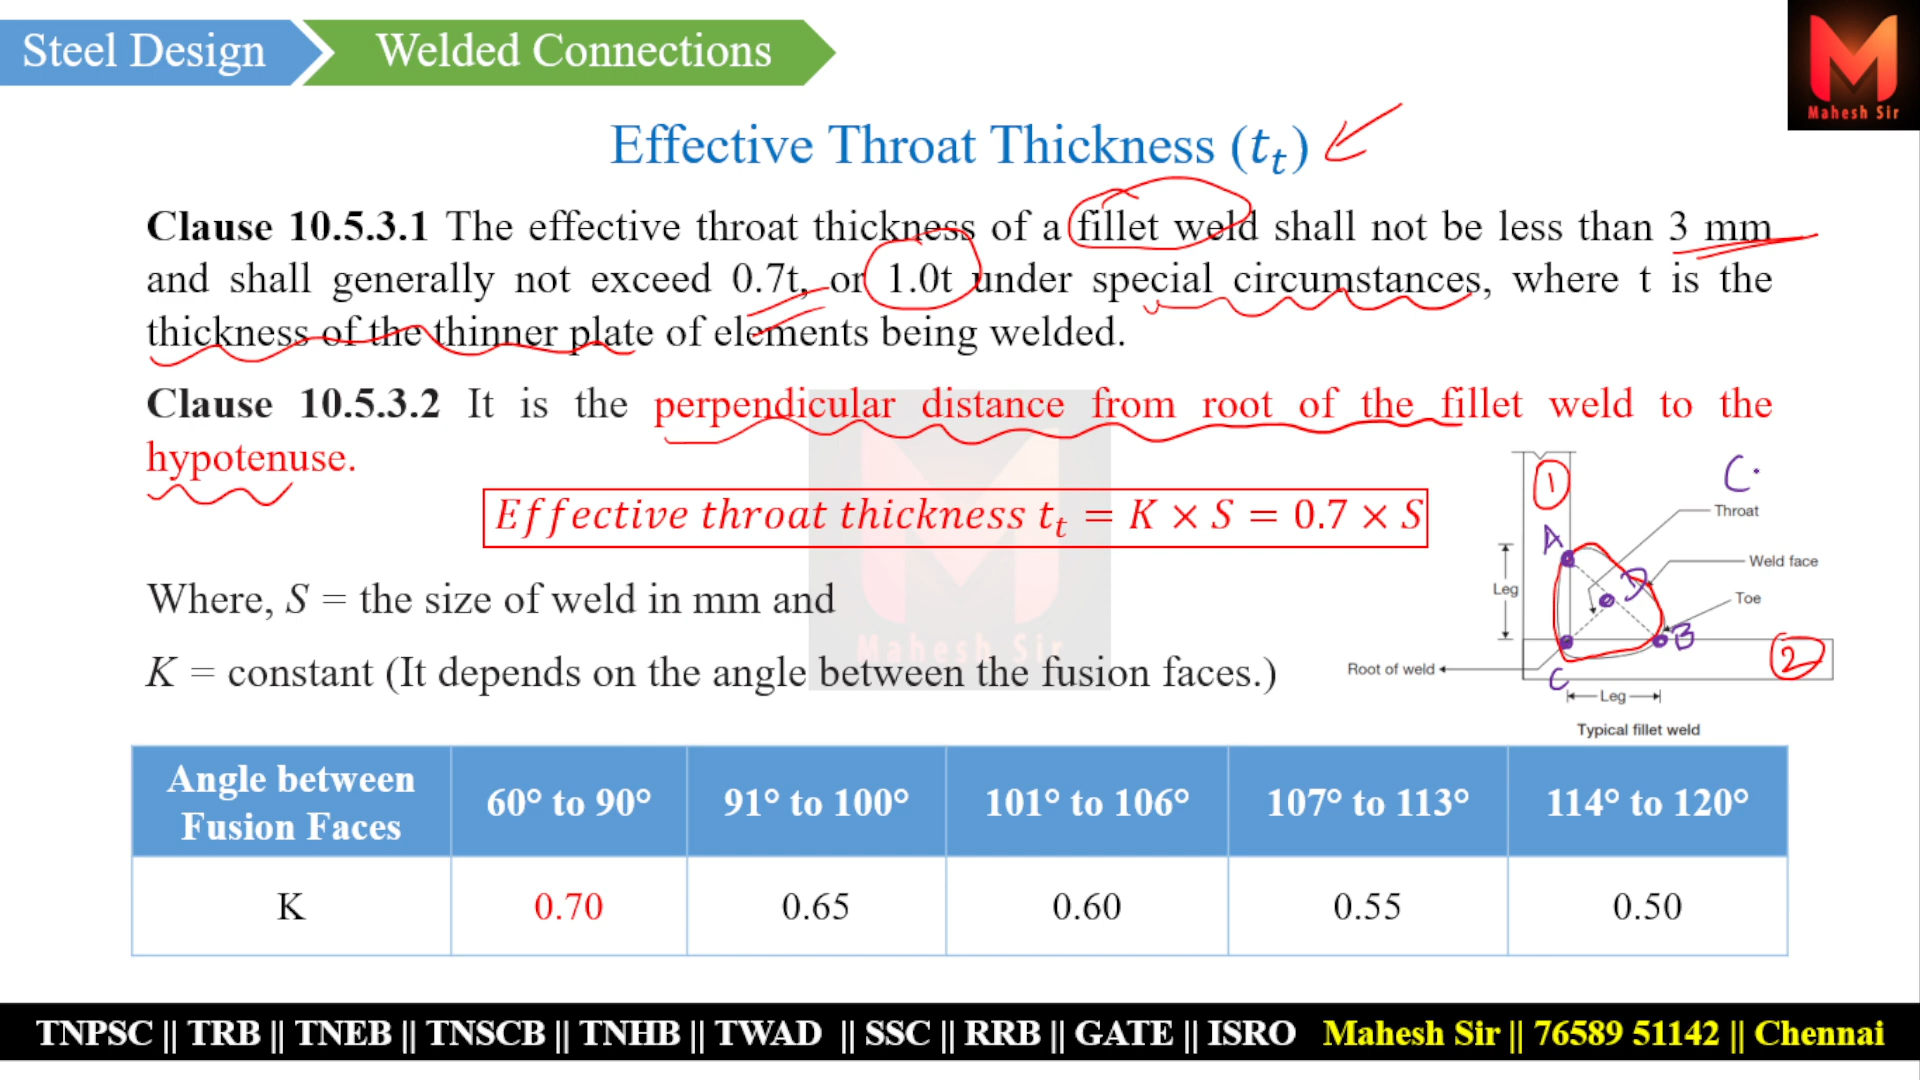 Steel Design
Welded Connections
M
Mahesh Sir
Effective Throat Thickness (tₜ)
Clause 10.5.3.1 The effective throat thickness of a fillet weld shall not be less than 3 mm
and shall generally not exceed 0.7t, or 1.0t under special circumstances, where t is the
thickness of the thinner plate of elements being welded.
Clause 10.5.3.2 It is the perpendicular distance from root of the fillet weld to the
hypotenuse.
Effective throat thickness tₜ = K × S = 0.7 × S
Where, S = the size of weld in mm and
K = constant (It depends on the angle between the fusion faces.)
Mahesh Sir
1
C
Throat
A
Weld face
Leg
D
Toe
B
2
Root of weld
C
Leg
Typical fillet weld
Angle between
Fusion Faces
60° to 90°
91° to 100°
101° to 106°
107° to 113°
114° to 120°
K
0.70
0.65
0.60
0.55
0.50
TNPSC || TRB || TNEB || TNSCB || TNHB || TWAD || SSC || RRB || GATE || ISRO Mahesh Sir || 76589 51142 || Chennai